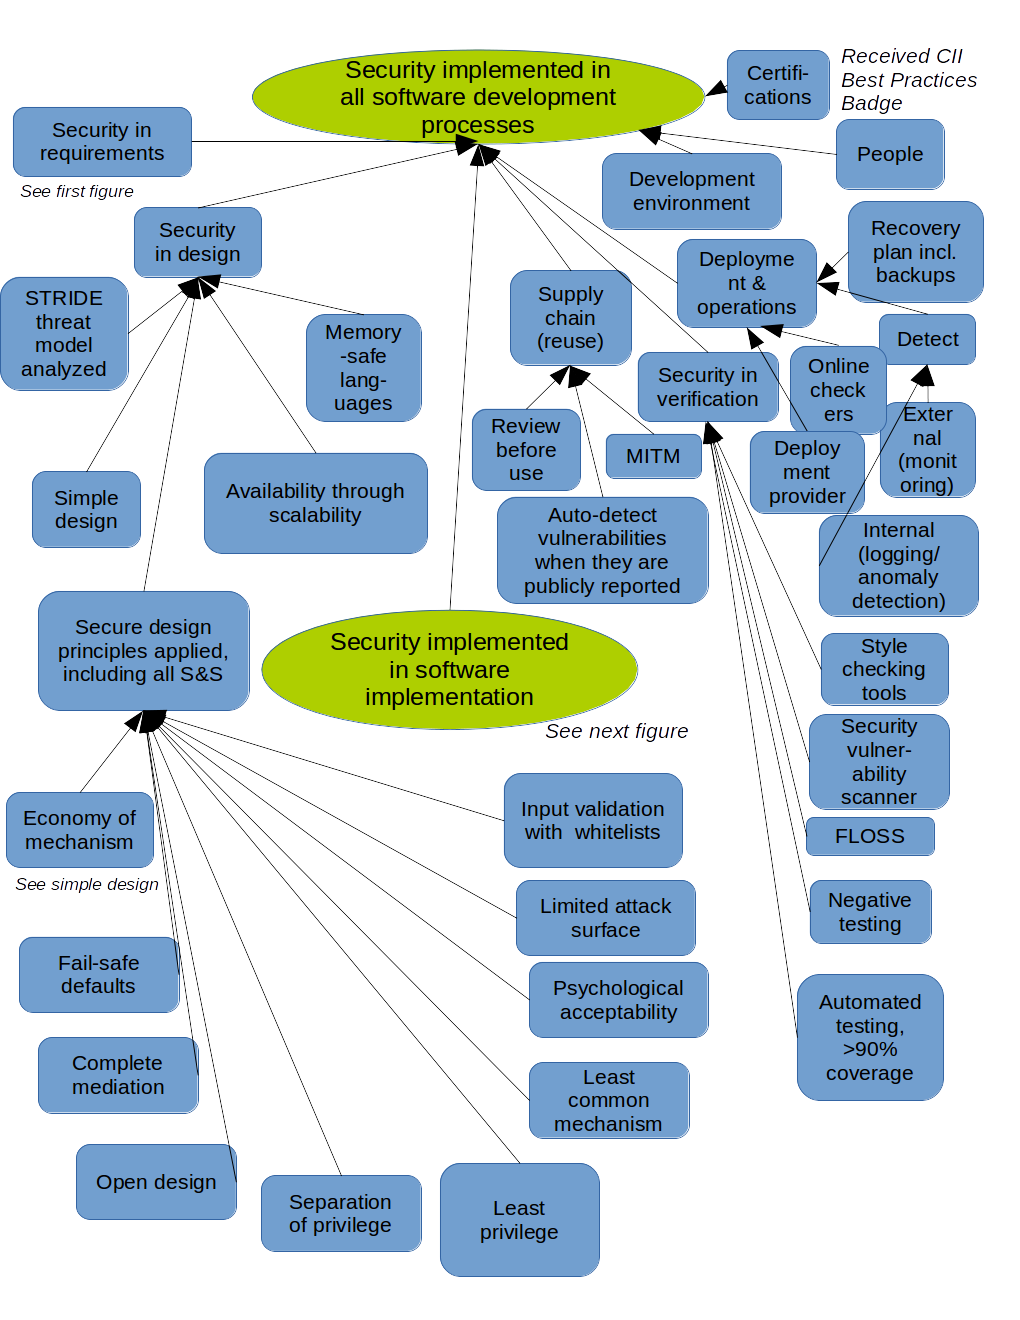 Security implemented in
all software development
processes
Certifi-
cations
Received CII
Best Practices
Badge
Security in
requirements
See first figure
People
Development
environment
Security
in design
Recovery
plan incl.
backups
Deployme
nt &
operations
Supply
chain
(reuse)
STRIDE
threat
model
analyzed
Memory
-safe
lang-
uages
Detect
Security in
verification
Online
check
ers
Exter
nal
(monit
oring)
Review
before
use
MITM
Deploy
ment
provider
Simple
design
Availability through
scalability
Auto-detect
vulnerabilities
when they are
publicly reported
Internal
(logging/
anomaly
detection)
Secure design
principles applied,
including all S&S
Security implemented
in software
implementation
See next figure
Style
checking
tools
Security
vulner-
ability
scanner
Economy of
mechanism
See simple design
Input validation
with  whitelists
FLOSS
Limited attack
surface
Negative
testing
Fail-safe
defaults
Psychological
acceptability
Automated
testing,
>90%
coverage
Complete
mediation
Least
common
mechanism
Open design
Separation
of privilege
Least
privilege